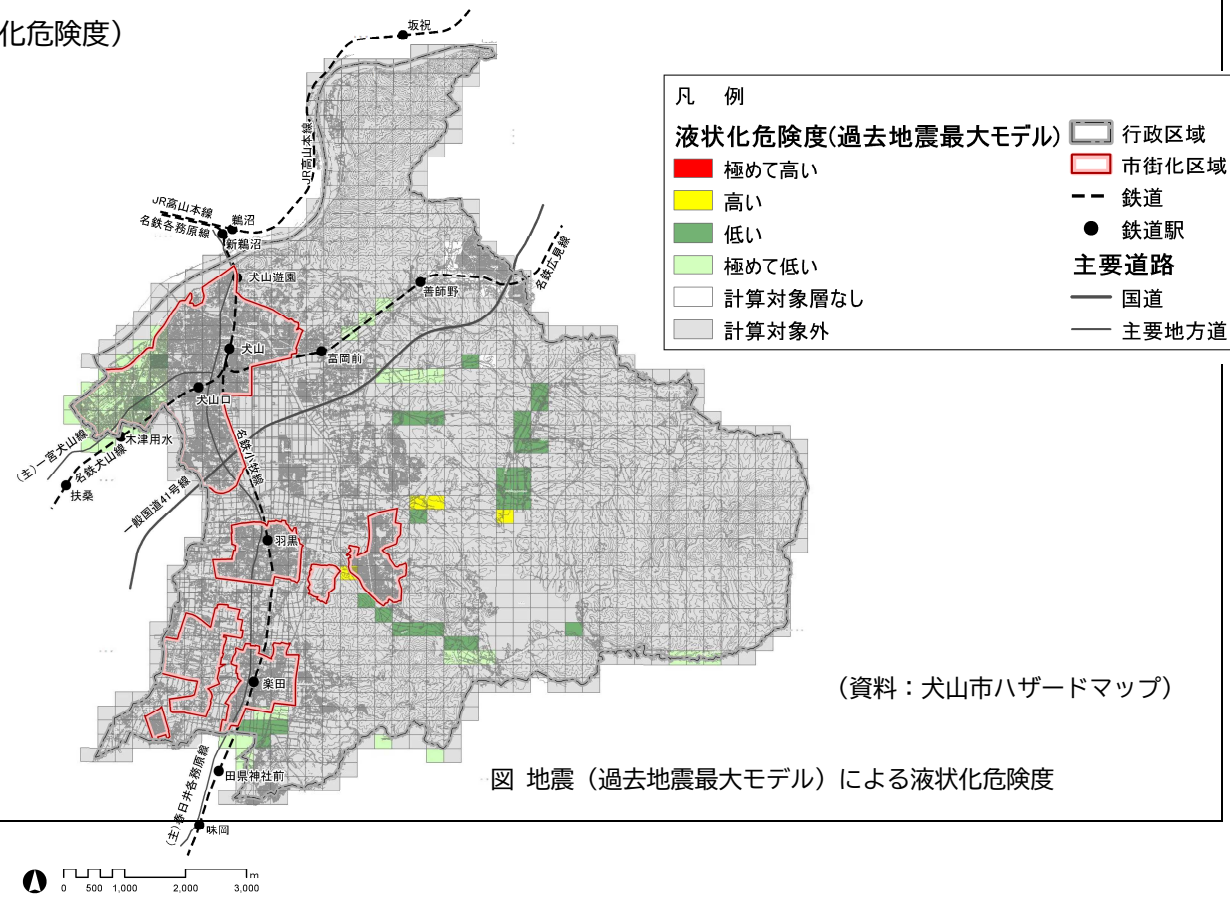 化危険度）
坂祝
JR高山本線
JR高山本線
鵜沼
名鉄各務原線
新鵜沼
犬山遊園
善師野
名鉄広見線
犬山
富岡前
犬山口
木津用水
(主)一宮犬山線
名鉄犬山線
扶桑
名鉄小牧線
一般国道41号線
羽黒
楽田
田県神社前
(主)春日井各務原線
味岡
凡 例
液状化危険度(過去地震最大モデル)
極めて高い
高い
低い
極めて低い
計算対象層なし
計算対象外
行政区域
市街化区域
鉄道
鉄道駅
主要道路
国道
主要地方道
（資料：犬山市ハザードマップ）
図 地震（過去地震最大モデル）による液状化危険度
0 500 1,000 2,000 3,000 m